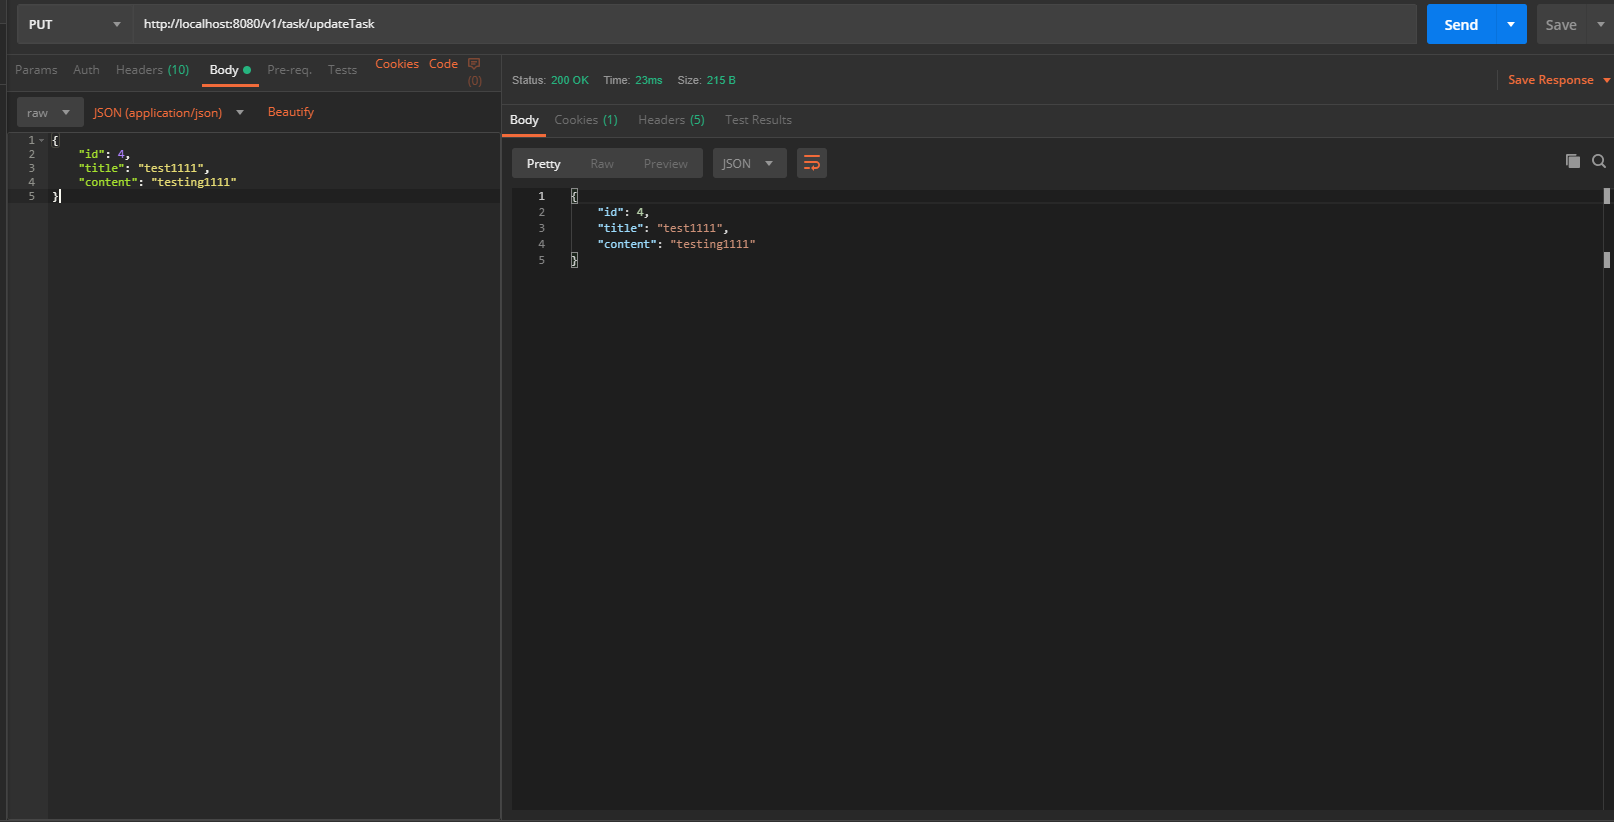 PUT http://localhost:8080/v1/task/updateTask Send Save
Params Auth Headers (10) Body Pre-req. Tests Cookies Code (0)
raw JSON (application/json) Beautify
1 {
2 "id": 4,
3 "title": "test1111",
4 "content": "testing1111"
5 }
Status: 200 OK Time: 23ms Size: 215 B Save Response
Body Cookies (1) Headers (5) Test Results
Pretty Raw Preview JSON
1 {
2 "id": 4,
3 "title": "test1111",
4 "content": "testing1111"
5 }